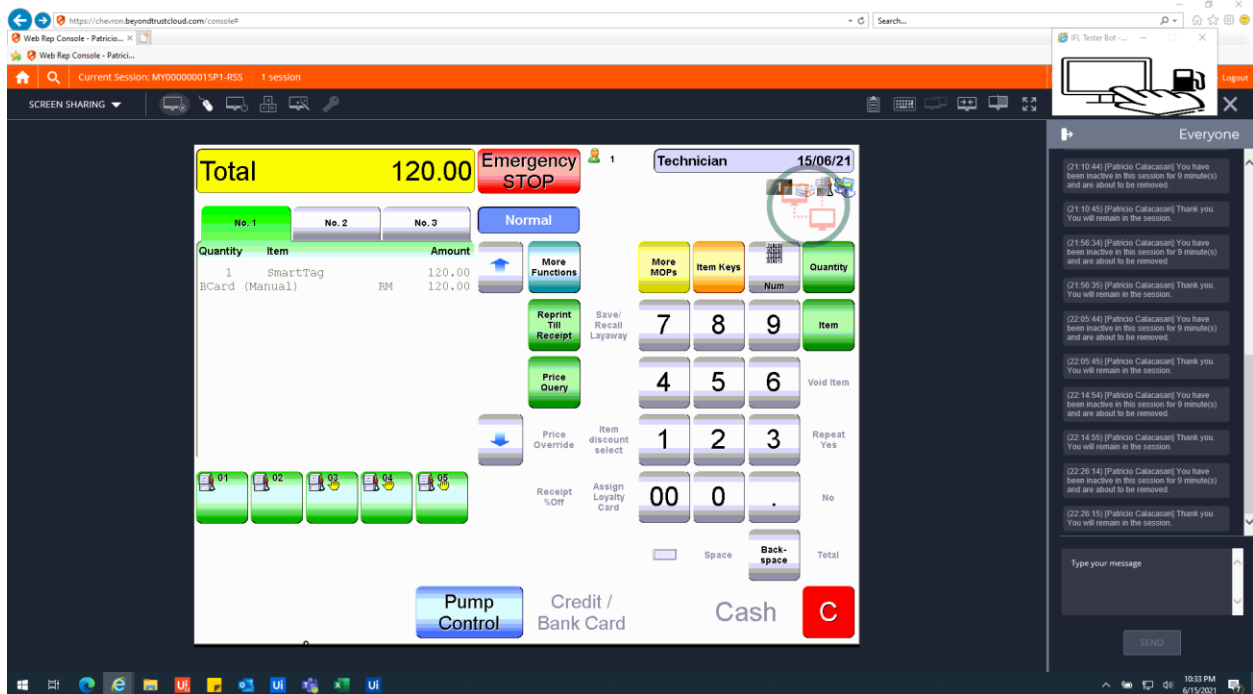 https://chevron.beyondtrustcloud.com/console#
Search...
Web Rep Console - Patricio...
IFL Tester Bot -...
Web Rep Console - Patrici...
Current Session: MY000000015P1-RSS
1 session
Logout
SCREEN SHARING
Everyone
Total 120.00
Emergency
STOP
1
Technician 15/06/21
No. 1
No. 2
No. 3
Normal
Quantity Item Amount
1 SmartTag 120.00
BCard (Manual) RM 120.00
More
Functions
More
MOPs
Item Keys
Num
Quantity
Reprint
Till
Receipt
Save/
Recall
Layaway
7
8
9
Item
Price
Query
4
5
6
Void Item
Price
Override
Item
discount
select
1
2
3
Repeat
Yes
01
02
03
04
05
Receipt
%Off
Assign
Loyalty
Card
00
0
.
No
Space
Back-
space
Total
Pump
Control
Credit /
Bank Card
Cash
C
(21:10:44) [Patricio Calacasan] You have
been inactive in this session for 9 minute(s)
and are about to be removed.
(21:10:45) [Patricio Calacasan] Thank you.
You will remain in the session.
(21:56:34) [Patricio Calacasan] You have
been inactive in this session for 9 minute(s)
and are about to be removed.
(21:56:35) [Patricio Calacasan] Thank you.
You will remain in the session.
(22:05:44) [Patricio Calacasan] You have
been inactive in this session for 9 minute(s)
and are about to be removed.
(22:05:45) [Patricio Calacasan] Thank you.
You will remain in the session.
(22:14:54) [Patricio Calacasan] You have
been inactive in this session for 9 minute(s)
and are about to be removed.
(22:14:55) [Patricio Calacasan] Thank you.
You will remain in the session.
(22:26:14) [Patricio Calacasan] You have
been inactive in this session for 9 minute(s)
and are about to be removed.
(22:26:15) [Patricio Calacasan] Thank you.
You will remain in the session.
Type your message
SEND
10:33 PM
6/15/2021